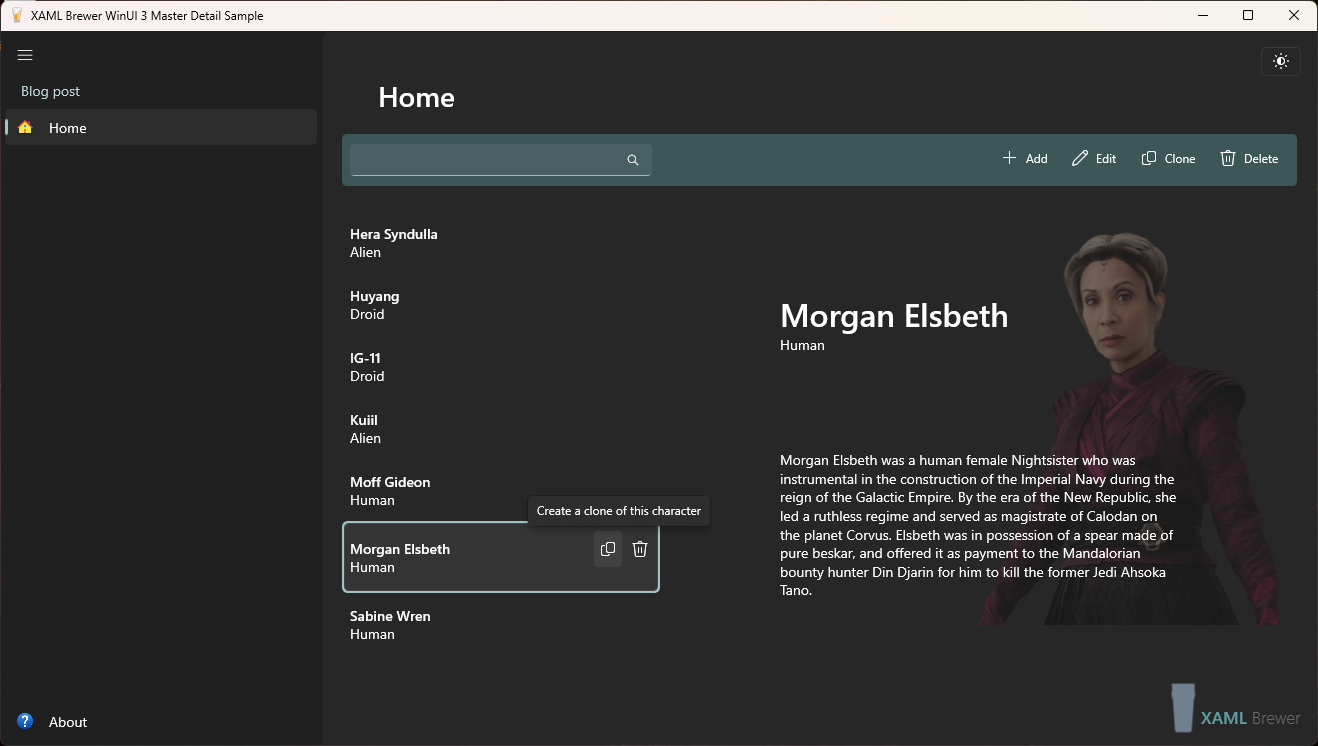 XAML Brewer WinUI 3 Master Detail Sample
Blog post
Home
About
Home
Add
Edit
Clone
Delete
Hera Syndulla
Alien
Huyang
Droid
IG-11
Droid
Kuiil
Alien
Moff Gideon
Human
Create a clone of this character
Morgan Elsbeth
Human
Sabine Wren
Human
Morgan Elsbeth
Human
Morgan Elsbeth was a human female Nightsister who was
instrumental in the construction of the Imperial Navy during the
reign of the Galactic Empire. By the era of the New Republic, she
led a ruthless regime and served as magistrate of Calodan on
the planet Corvus. Elsbeth was in possession of a spear made of
pure beskar, and offered it as payment to the Mandalorian
bounty hunter Din Djarin for him to kill the former Jedi Ahsoka
Tano.
XAML Brewer